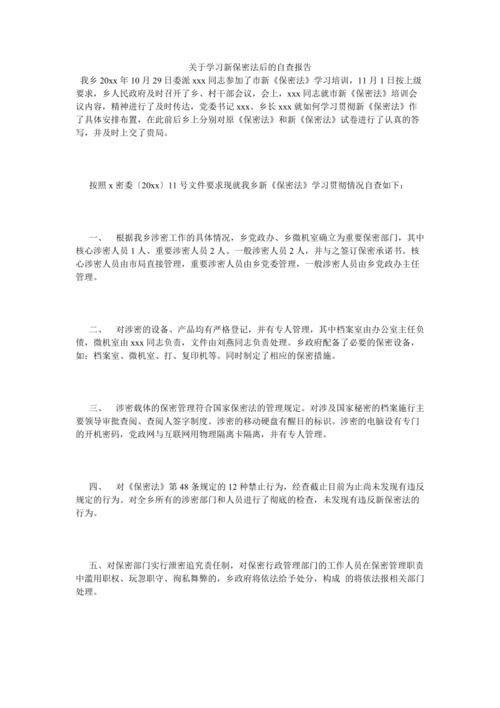 关于学习新保密法后的自查报告
我乡 20xx 年 10 月 29 日委派 xxx 同志参加了市新《保密法》学习培训，11 月 1 日按上级
要求，乡人民政府及时召开了乡、村干部会议，会上，xxx 同志就市新《保密法》培训会
议内容，精神进行了及时传达，党委书记 xxx、乡长 xxx 就如何学习贯彻新《保密法》作
了具体安排布置，在此前后乡上分别对原《保密法》和新《保密法》试卷进行了认真的答
写，并及时上交了贵局。
按照 x 密委〔20xx〕11 号文件要求现就我乡新《保密法》学习贯彻情况自查如下：
一、 根据我乡涉密工作的具体情况，乡党政办、乡微机室确立为重要保密部门，其中
核心涉密人员 1 人、重要涉密人员 2 人、一般涉密人员 2 人，并与之签订保密承诺书。核
心涉密人员由市局直接管理，重要涉密人员由乡党委管理，一般涉密人员由乡党政办主任
管理。
二、 对涉密的设备、产品均有严格登记，并有专人管理，其中档案室由办公室主任负
债，微机室由 xxx 同志负责，文件由刘燕同志负责处理。乡政府配备了必要的保密设备，
如：档案室、微机室、打、复印机等。同时制定了相应的保密措施。
三、 涉密载体的保密管理符合国家保密法的管理规定。对涉及国家秘密的档案施行主
要领导审批查阅、查阅人签字制度。涉密的移动硬盘有醒目的标识。涉密的电脑设有专门
的开机密码，党政网与互联网用物理隔离卡隔离，并有专人管理。
四、 对《保密法》第 48 条规定的 12 种禁止行为，经查截止目前为止尚未发现有违反
规定的行为。对全乡所有的涉密部门和人员进行了彻底的检查，未发现有违反新保密法的
行为。
五、对保密部门实行泄密追究责任制，对保密行政管理部门的工作人员在保密管理职责
中滥用职权、玩忽职守、徇私舞弊的，乡政府将依法给予处分，构成 的将依法报相关部门
处理。